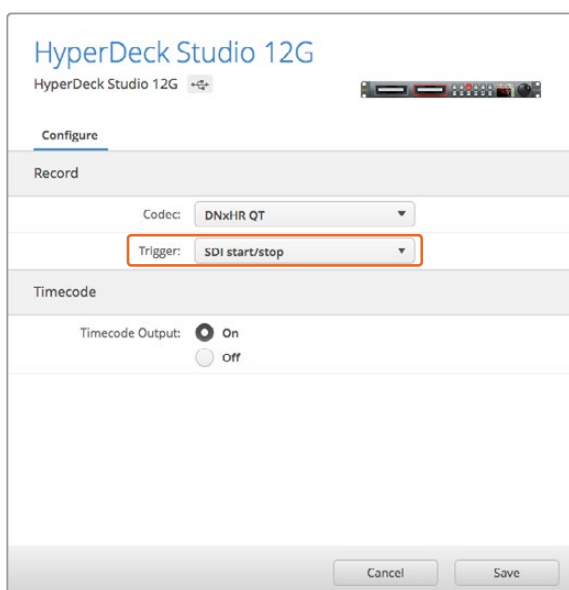 HyperDeck Studio 12G
HyperDeck Studio 12G
Configure
Record
Codec: DNxHR QT
Trigger: SDI start/stop
Timecode
Timecode Output: On
Off
Cancel Save